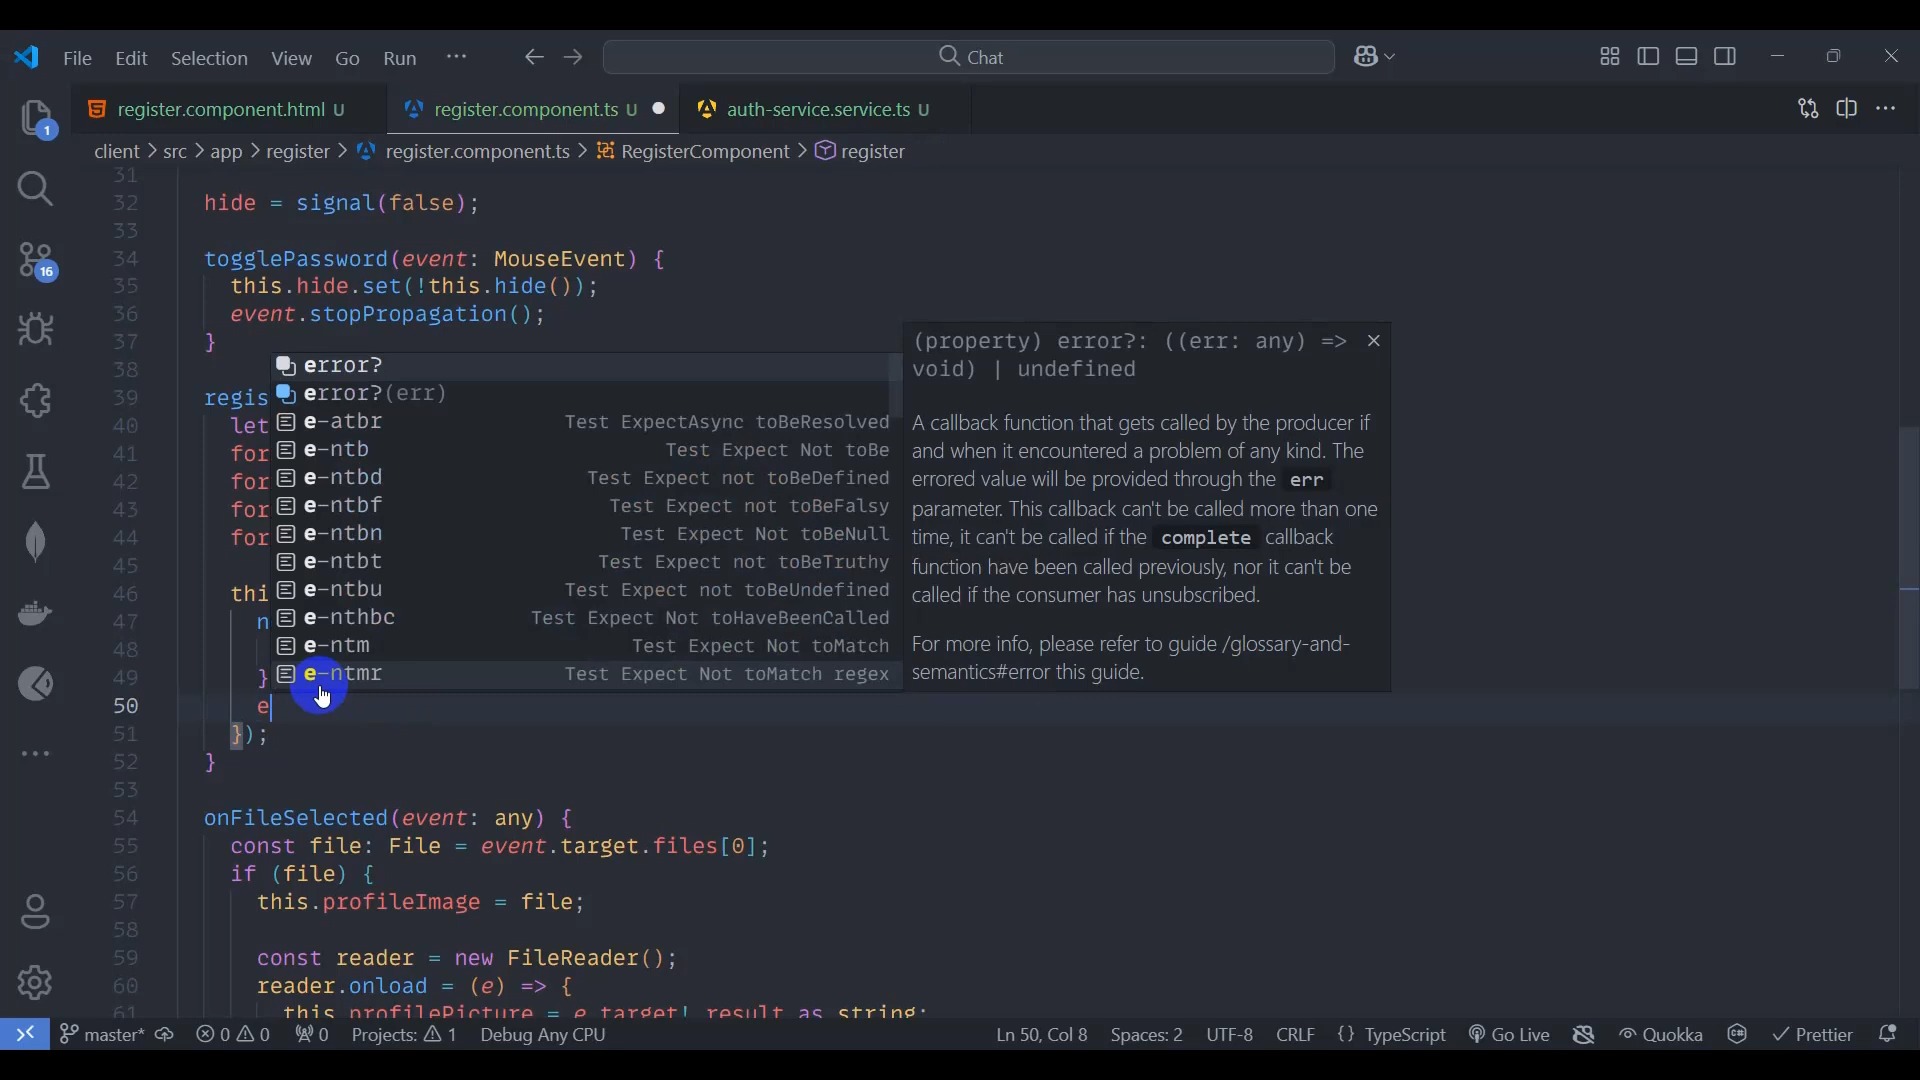 File Edit Selection View Go Run ··· Chat
register.component.html U register.component.ts U auth-service.service.ts U
client > src > app > register > register.component.ts > RegisterComponent > register
31
32 hide = signal(false);
33
34 togglePassword(event: MouseEvent) {
35 this.hide.set(!this.hide());
36 event.stopPropagation();
37 }
38
39 regis
40 let
41 for
42 for
43 for
44 for
45
46 thi
47 n
48
49 }
50 e
51 });
52 }
53
54 onFileSelected(event: any) {
55 const file: File = event.target.files[0];
56 if (file) {
57 this.profileImage = file;
58
59 const reader = new FileReader();
60 reader.onload = (e) => {
61 this.profilePicture = e.target!.result as string;
error?
error?(err)
e-atbr Test ExpectAsync toBeResolved
e-ntb Test Expect Not toBe
e-ntbd Test Expect not toBeDefined
e-ntbf Test Expect not toBeFalsy
e-ntbn Test Expect Not toBeNull
e-ntbt Test Expect not toBeTruthy
e-ntbu Test Expect not toBeUndefined
e-nthbc Test Expect Not toHaveBeenCalled
e-ntm Test Expect Not toMatch
e-ntmr Test Expect Not toMatch regex
(property) error?: ((err: any) =>
void) | undefined
A callback function that gets called by the producer if
and when it encountered a problem of any kind. The
errored value will be provided through the err
parameter. This callback can't be called more than one
time, it can't be called if the complete callback
function have been called previously, nor it can't be
called if the consumer has unsubscribed.
For more info, please refer to guide /glossary-and-
semantics#error this guide.
1
16
master* 0 0 0 Projects: 1 Debug Any CPU Ln 50, Col 8 Spaces: 2 UTF-8 CRLF {} TypeScript Go Live Quokka Prettier